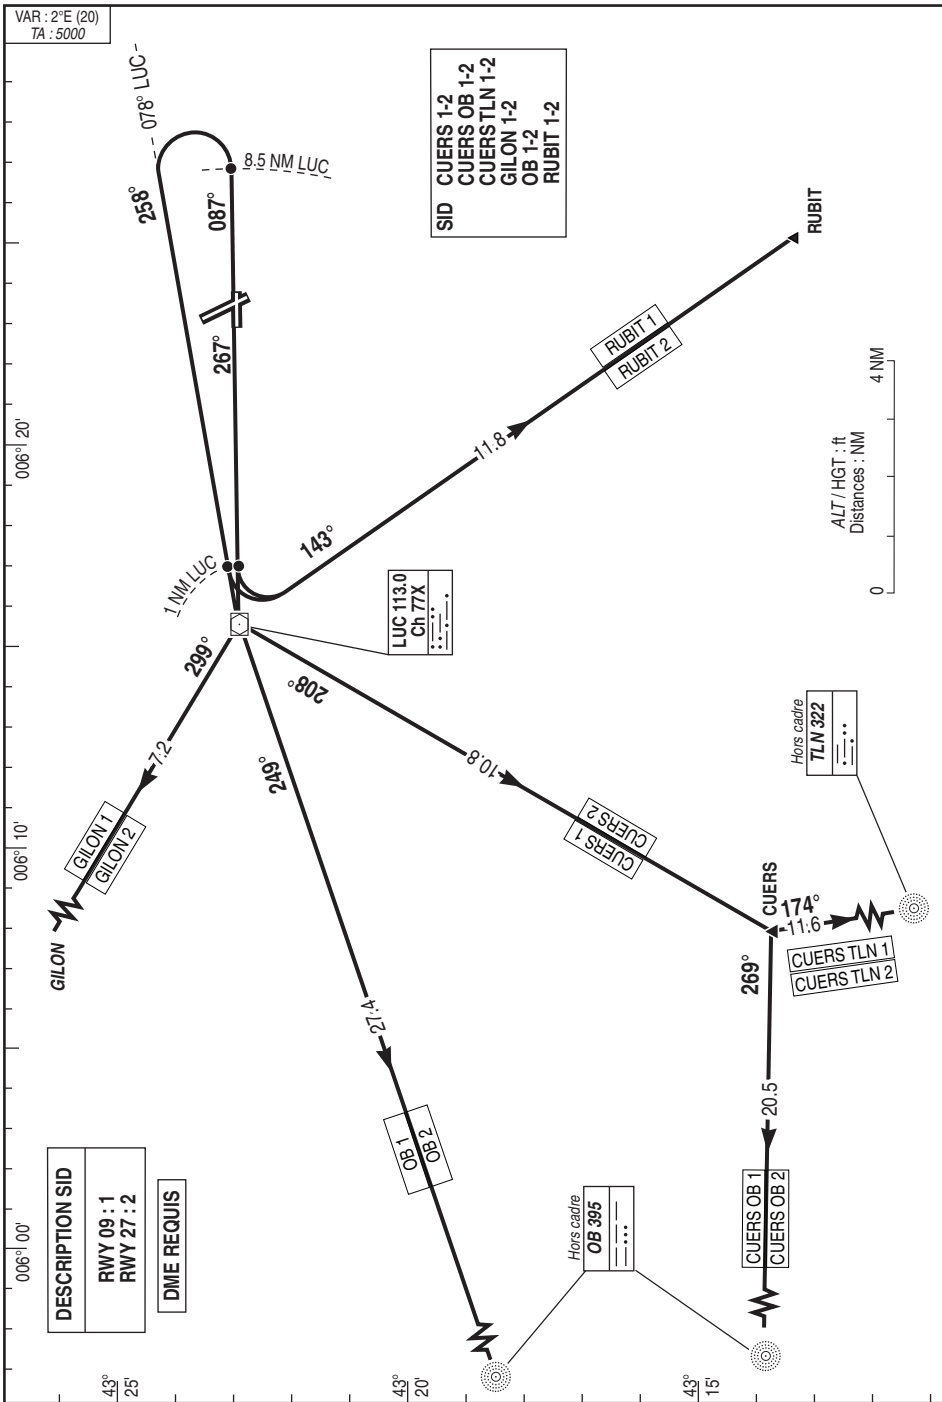 VAR : 2°E (20)
TA : 5000
078° LUC
258°
8.5 NM LUC
087°
267°
SID CUERS 1-2
CUERS OB 1-2
CUERSTLN 1-2
GILON 1-2
OB 1-2
RUBIT 1-2
RUBIT
RUBIT 1
RUBIT 2
11.8
143°
1 NM LUC
ALT / HGT : ft
Distances : NM
0
4 NM
LUC 113.0
Ch 77X
299°
7.2
GILON 1
GILON 2
GILON
249°
27.4
OB 1
OB 2
208°
10.8
CUERS 2
CUERS 1
CUERS
174°
11.6
CUERS TLN 1
CUERS TLN 2
Hors cadre
TLN 322
269°
20.5
CUERS OB 1
CUERS OB 2
Hors cadre
OB 395
DESCRIPTION SID
RWY 09 : 1
RWY 27 : 2
DME REQUIS
006° 20'
006° 10'
006° 00'
43° 25'
43° 20'
43° 15'